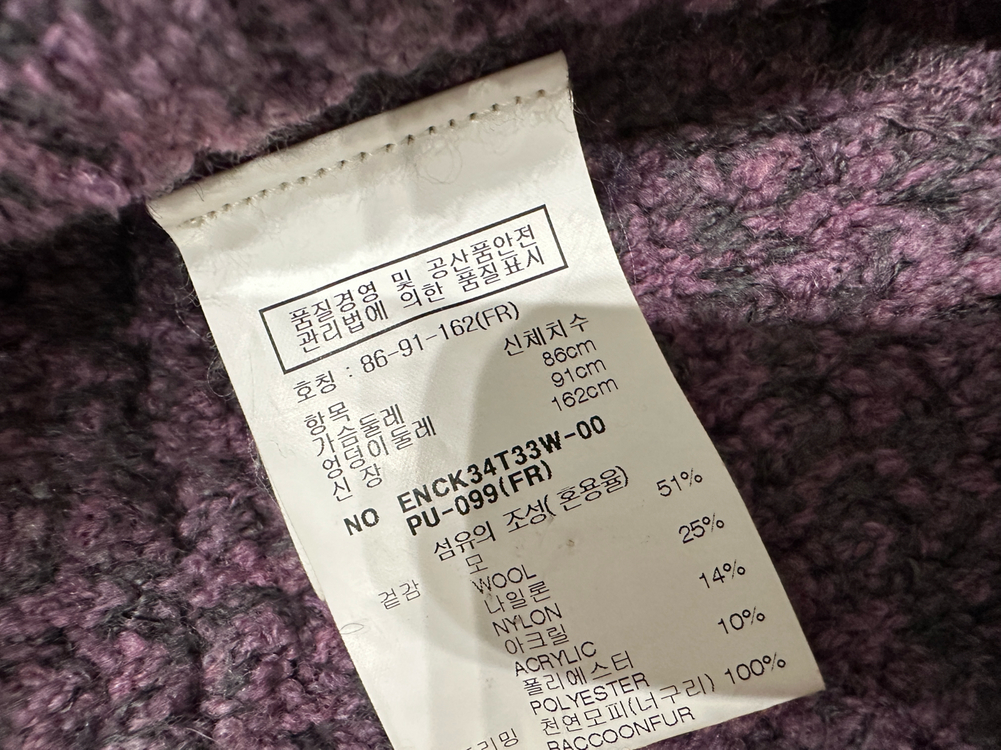 품질경영 및 공산품안전
관리법에 의한 품질표시
호칭 : 86-91-162(FR)
항목 신체치수
가슴둘레 86cm
엉덩이둘레 91cm
신장 162cm
NO ENCK34T33W-00
PU-099(FR)
섬유의 조성(혼용율)
겉감 모 51%
WOOL
나일론 25%
NYLON
아크릴 14%
ACRYLIC
폴리에스터 10%
POLYESTER
리밍 천연모피(너구리) 100%
RACCOONFUR